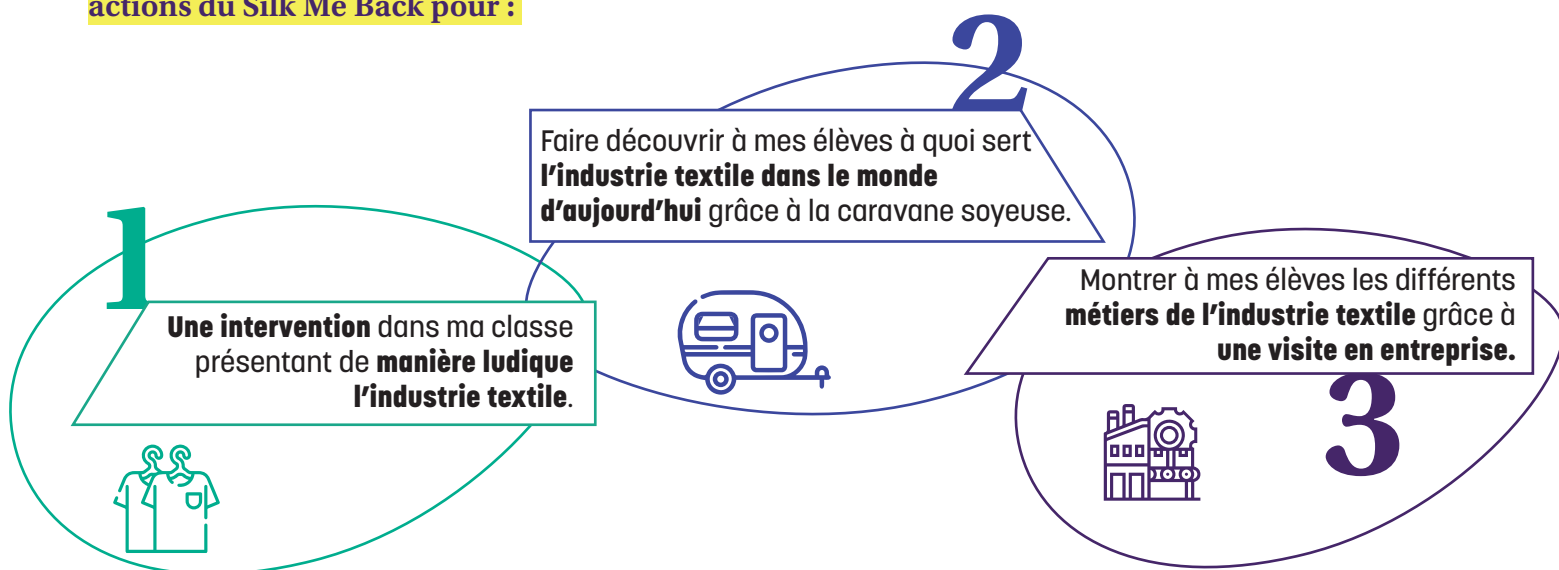 actions du Silk Me Back pour :
1
Une intervention dans ma classe
présentant de manière ludique
l'industrie textile.
2
Faire découvrir à mes élèves à quoi sert
l'industrie textile dans le monde
d'aujourd'hui grâce à la caravane soyeuse.
Montrer à mes élèves les différents
métiers de l'industrie textile grâce à
une visite en entreprise.
3